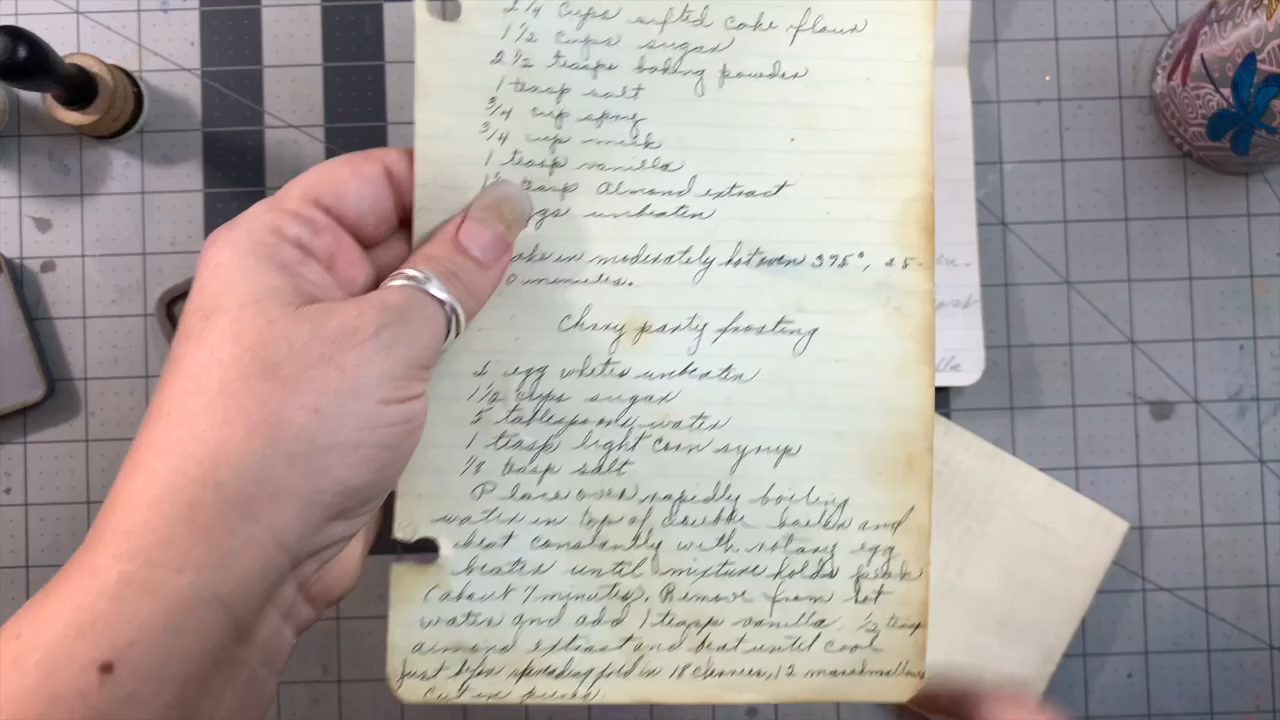 2 1/4 cups sifted cake flour
1 1/2 cups sugar
2 1/2 teasps baking powder
1 teasp salt
3/4 cup spry
3/4 cup milk
1 teasp vanilla
teasp Almond extract
eggs unbeaten
in moderately hot oven 375°, 25-
minutes.
Cherry party frosting
2 egg whites unbeaten
1 1/2 cups sugar
5 tablespoons water
1 teasp light corn syrup
1/8 teasp salt
Place over rapidly boiling
water in top of double boiler and
beat constantly with rotary egg
beater until mixture holds peak
(about 7 minutes). Remove from hot
water and add 1 teasp vanilla, 1/2 teasp
almond extract and beat until cool
Just before spreading fold in 18 cherries, 12 marshmallows
cut in pieces.